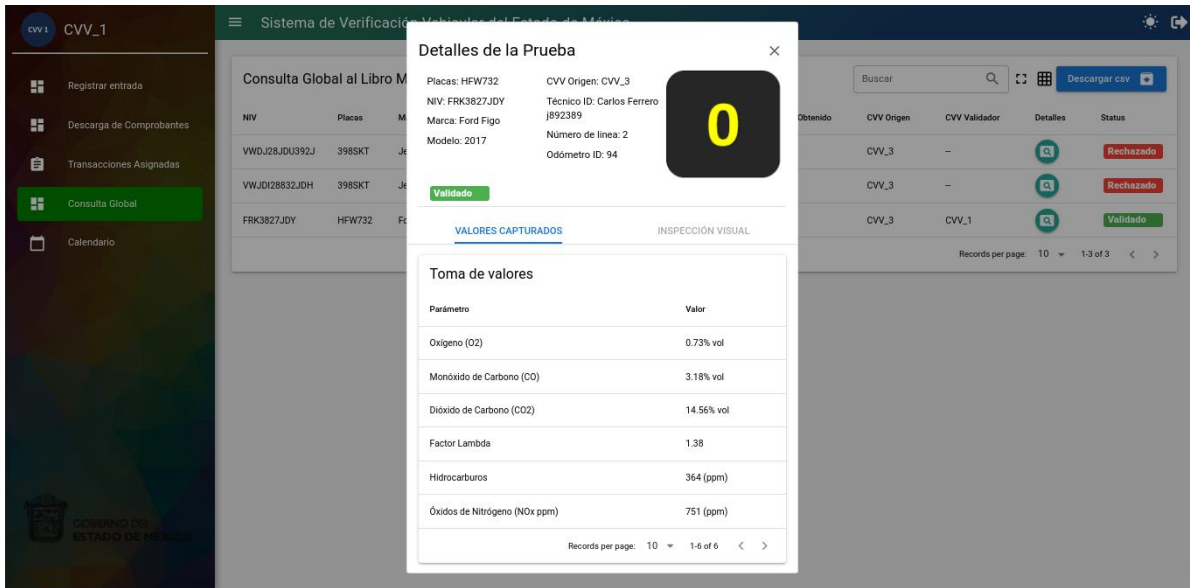 CVV 1
CVV_1
Registrar entrada
Descarga de Comprobantes
Transacciones Asignadas
Consulta Global
Calendario
GOBIERNO DEL
ESTADO DE MÉXICO
Sistema de Verificación Vehicular del Estado de México
Consulta Global al Libro M
Buscar
Descargar csv
NIV Placas M Obtenido CVV Origen CVV Validador Detalles Status
VWDJ28JDU392J 398SKT Je CVV_3 -- Rechazado
VWJDI28832JDH 398SKT Je CVV_3 -- Rechazado
FRK3827JDY HFW732 Fo CVV_3 CVV_1 Validado
Records per page: 10 1-3 of 3
Detalles de la Prueba
Placas: HFW732
NIV: FRK3827JDY
Marca: Ford Figo
Modelo: 2017
CVV Origen: CVV_3
Técnico ID: Carlos Ferrero
j892389
Número de linea: 2
Odómetro ID: 94
0
Validado
VALORES CAPTURADOS INSPECCIÓN VISUAL
Toma de valores
Parámetro Valor
Oxígeno (O2) 0.73% vol
Monóxido de Carbono (CO) 3.18% vol
Dióxido de Carbono (CO2) 14.56% vol
Factor Lambda 1.38
Hidrocarburos 364 (ppm)
Óxidos de Nitrógeno (NOx ppm) 751 (ppm)
Records per page: 10 1-6 of 6